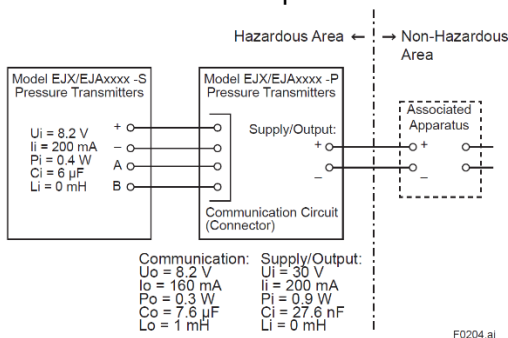 Hazardous Area ← → Non-Hazardous
Area
Model EJX/EJAxxxx -S
Pressure Transmitters
Ui = 8.2 V
Ii = 200 mA
Pi = 0.4 W
Ci = 6 µF
Li = 0 mH
+
–
A
B
Model EJX/EJAxxxx -P
Pressure Transmitters
Supply/Output:
+
–
Communication Circuit
(Connector)
Associated
Apparatus
+
–
Communication:
Uo = 8.2 V
Io = 160 mA
Po = 0.3 W
Co = 7.6 µF
Lo = 1 mH
Supply/Output:
Ui = 30 V
Ii = 200 mA
Pi = 0.9 W
Ci = 27.6 nF
Li = 0 mH
F0204.ai